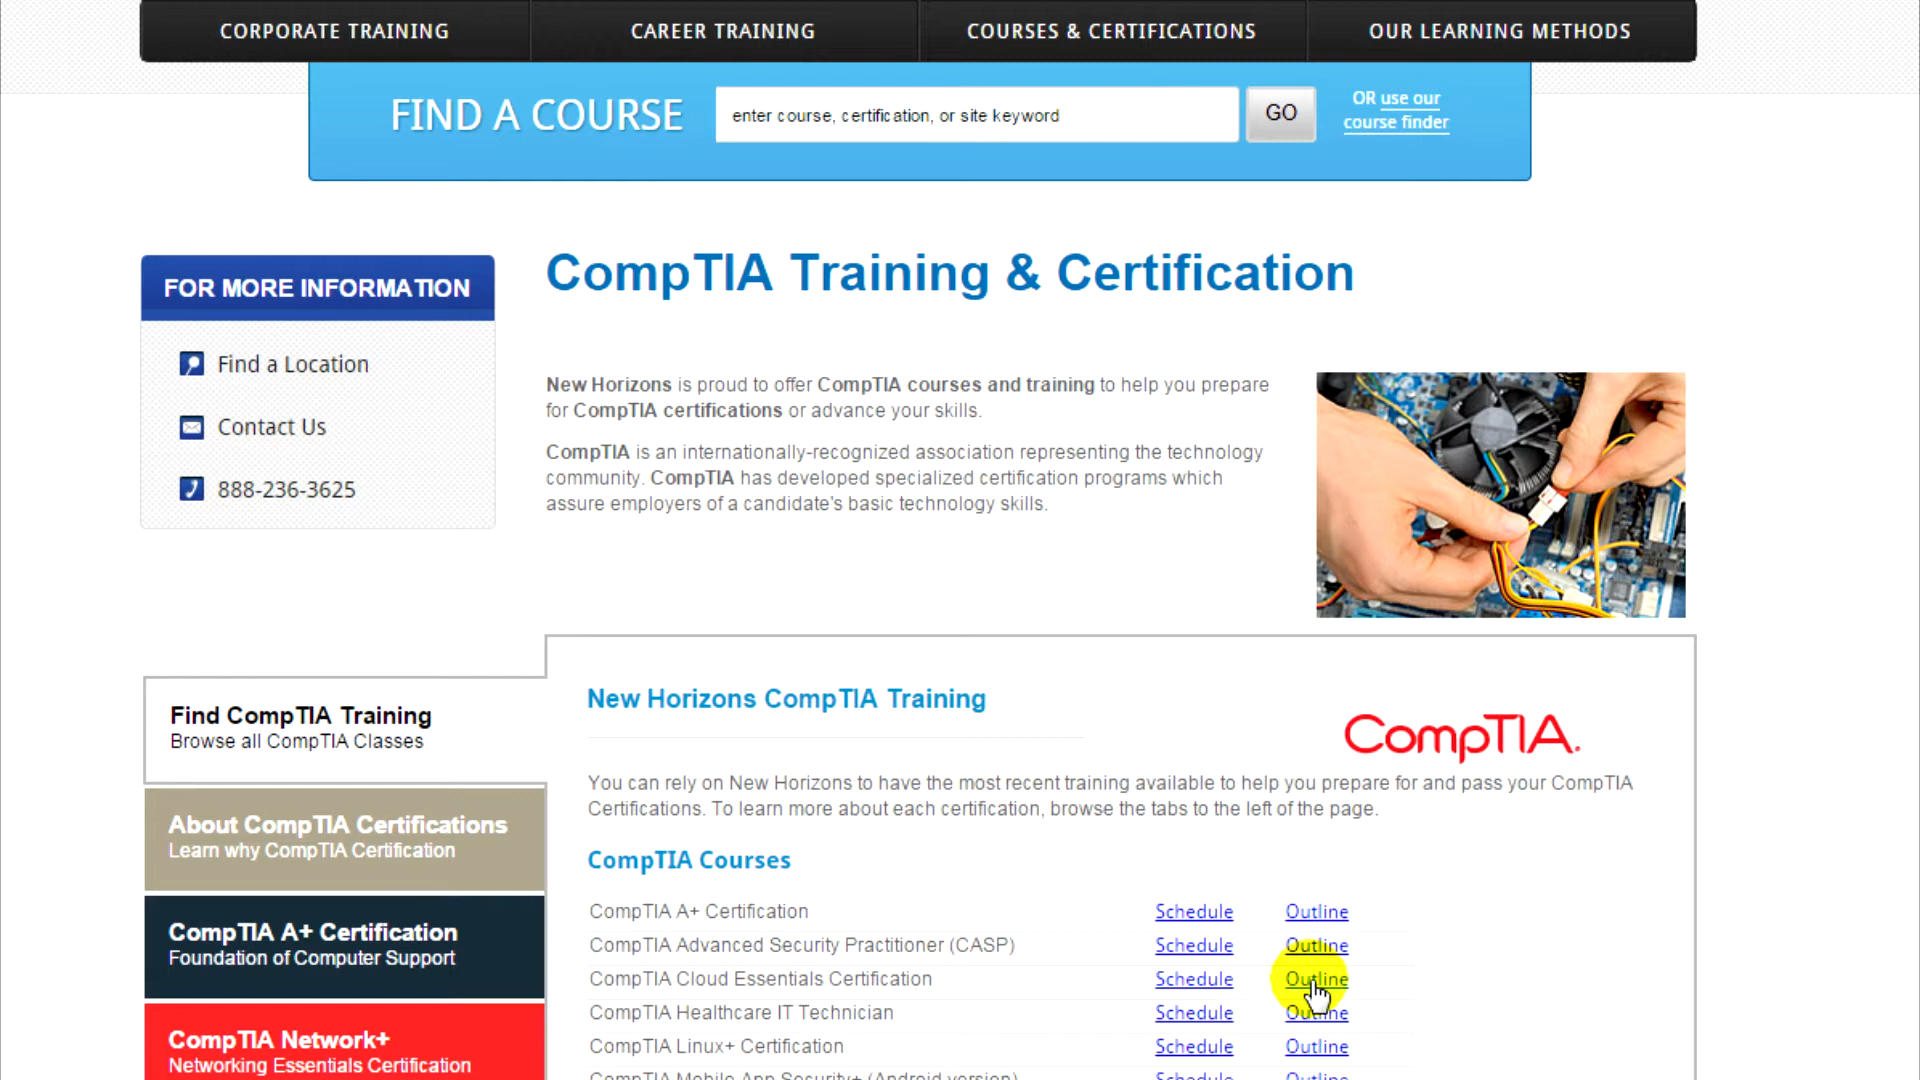 CORPORATE TRAINING
CAREER TRAINING
COURSES & CERTIFICATIONS
OUR LEARNING METHODS
FIND A COURSE
enter course, certification, or site keyword
GO
OR use our
course finder
FOR MORE INFORMATION
Find a Location
Contact Us
888-236-3625
CompTIA Training & Certification
New Horizons is proud to offer CompTIA courses and training to help you prepare
for CompTIA certifications or advance your skills.
CompTIA is an internationally-recognized association representing the technology
community. CompTIA has developed specialized certification programs which
assure employers of a candidate's basic technology skills.
Find CompTIA Training
Browse all CompTIA Classes
About CompTIA Certifications
Learn why CompTIA Certification
CompTIA A+ Certification
Foundation of Computer Support
CompTIA Network+
Networking Essentials Certification
New Horizons CompTIA Training
CompTIA.
You can rely on New Horizons to have the most recent training available to help you prepare for and pass your CompTIA
Certifications. To learn more about each certification, browse the tabs to the left of the page.
CompTIA Courses
CompTIA A+ Certification Schedule Outline
CompTIA Advanced Security Practitioner (CASP) Schedule Outline
CompTIA Cloud Essentials Certification Schedule Outline
CompTIA Healthcare IT Technician Schedule Outline
CompTIA Linux+ Certification Schedule Outline
CompTIA Mobile App Security+ (Android version) Schedule Outline